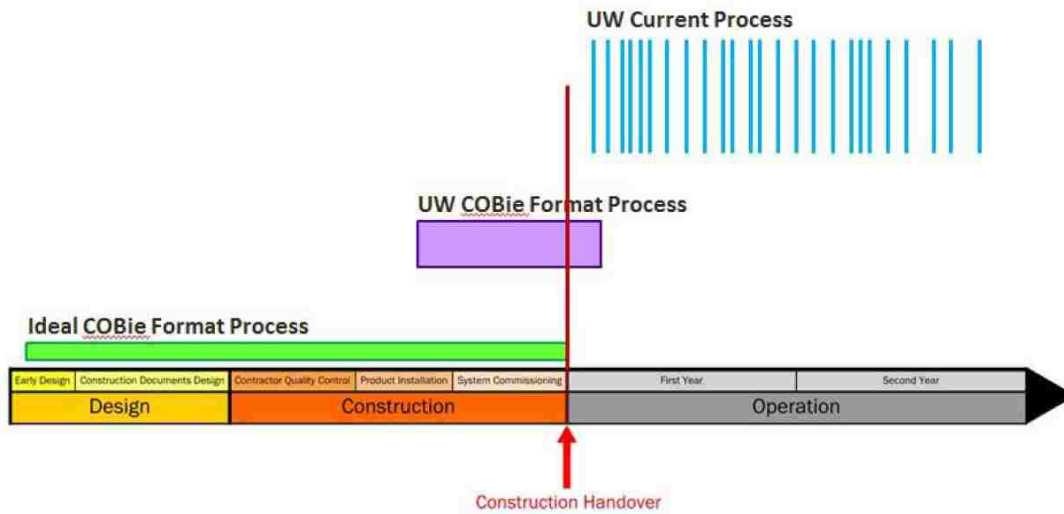 UW Current Process
UW COBie Format Process
Ideal COBie Format Process
Early Design Construction Documents Design Contractor Quality Control Product Installation System Commissioning First Year Second Year
Design Construction Operation
Construction Handover